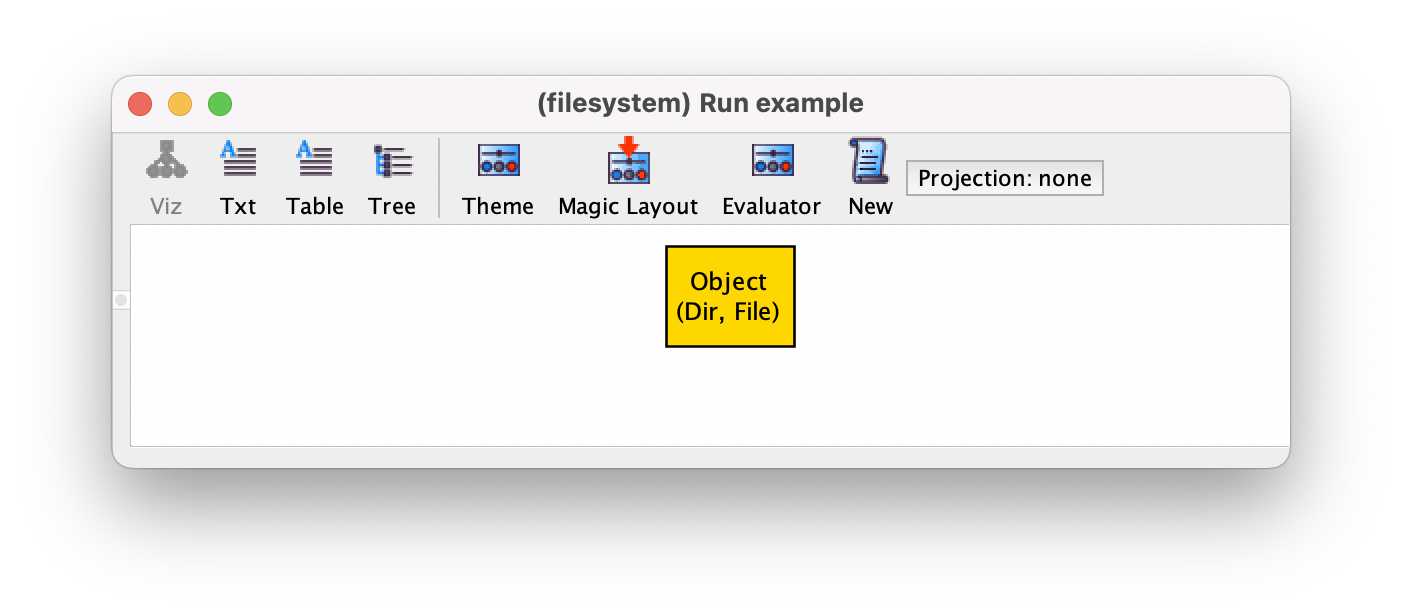 (filesystem) Run example
Viz Txt Table Tree Theme Magic Layout Evaluator New Projection: none
Object
(Dir, File)